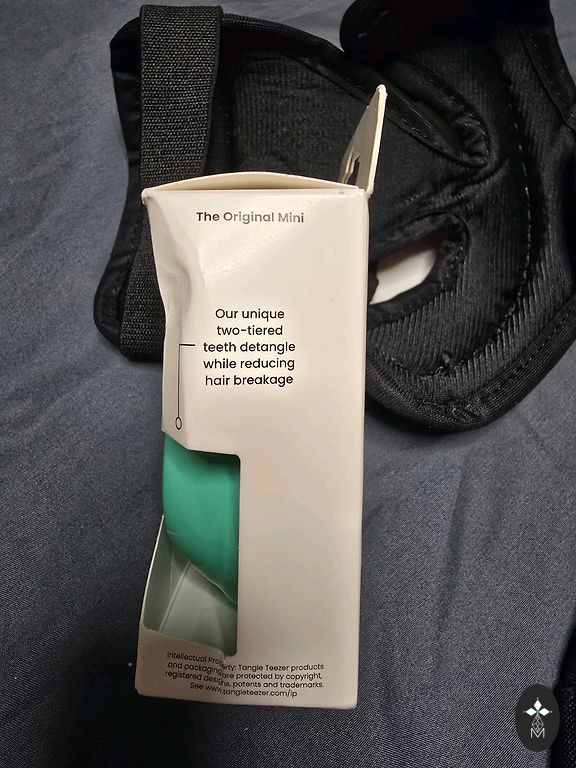 The Original Mini
Our unique
two-tiered
teeth detangle
while reducing
hair breakage
Intellectual Property: Tangle Teezer products
and packaging are protected by copyright,
registered designs, patents and trademarks.
See www.tangleteezer.com/ip
M